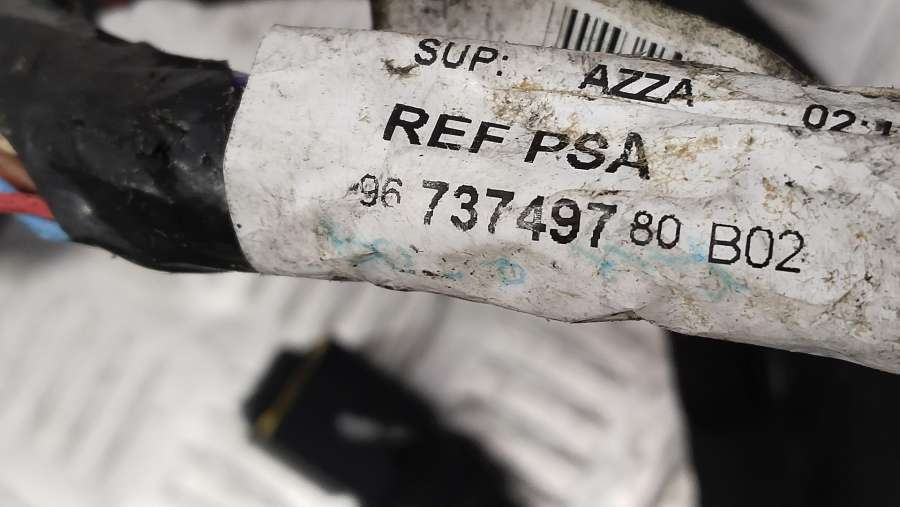 SUP: AZZA
REF PSA
96 737497 80 B02